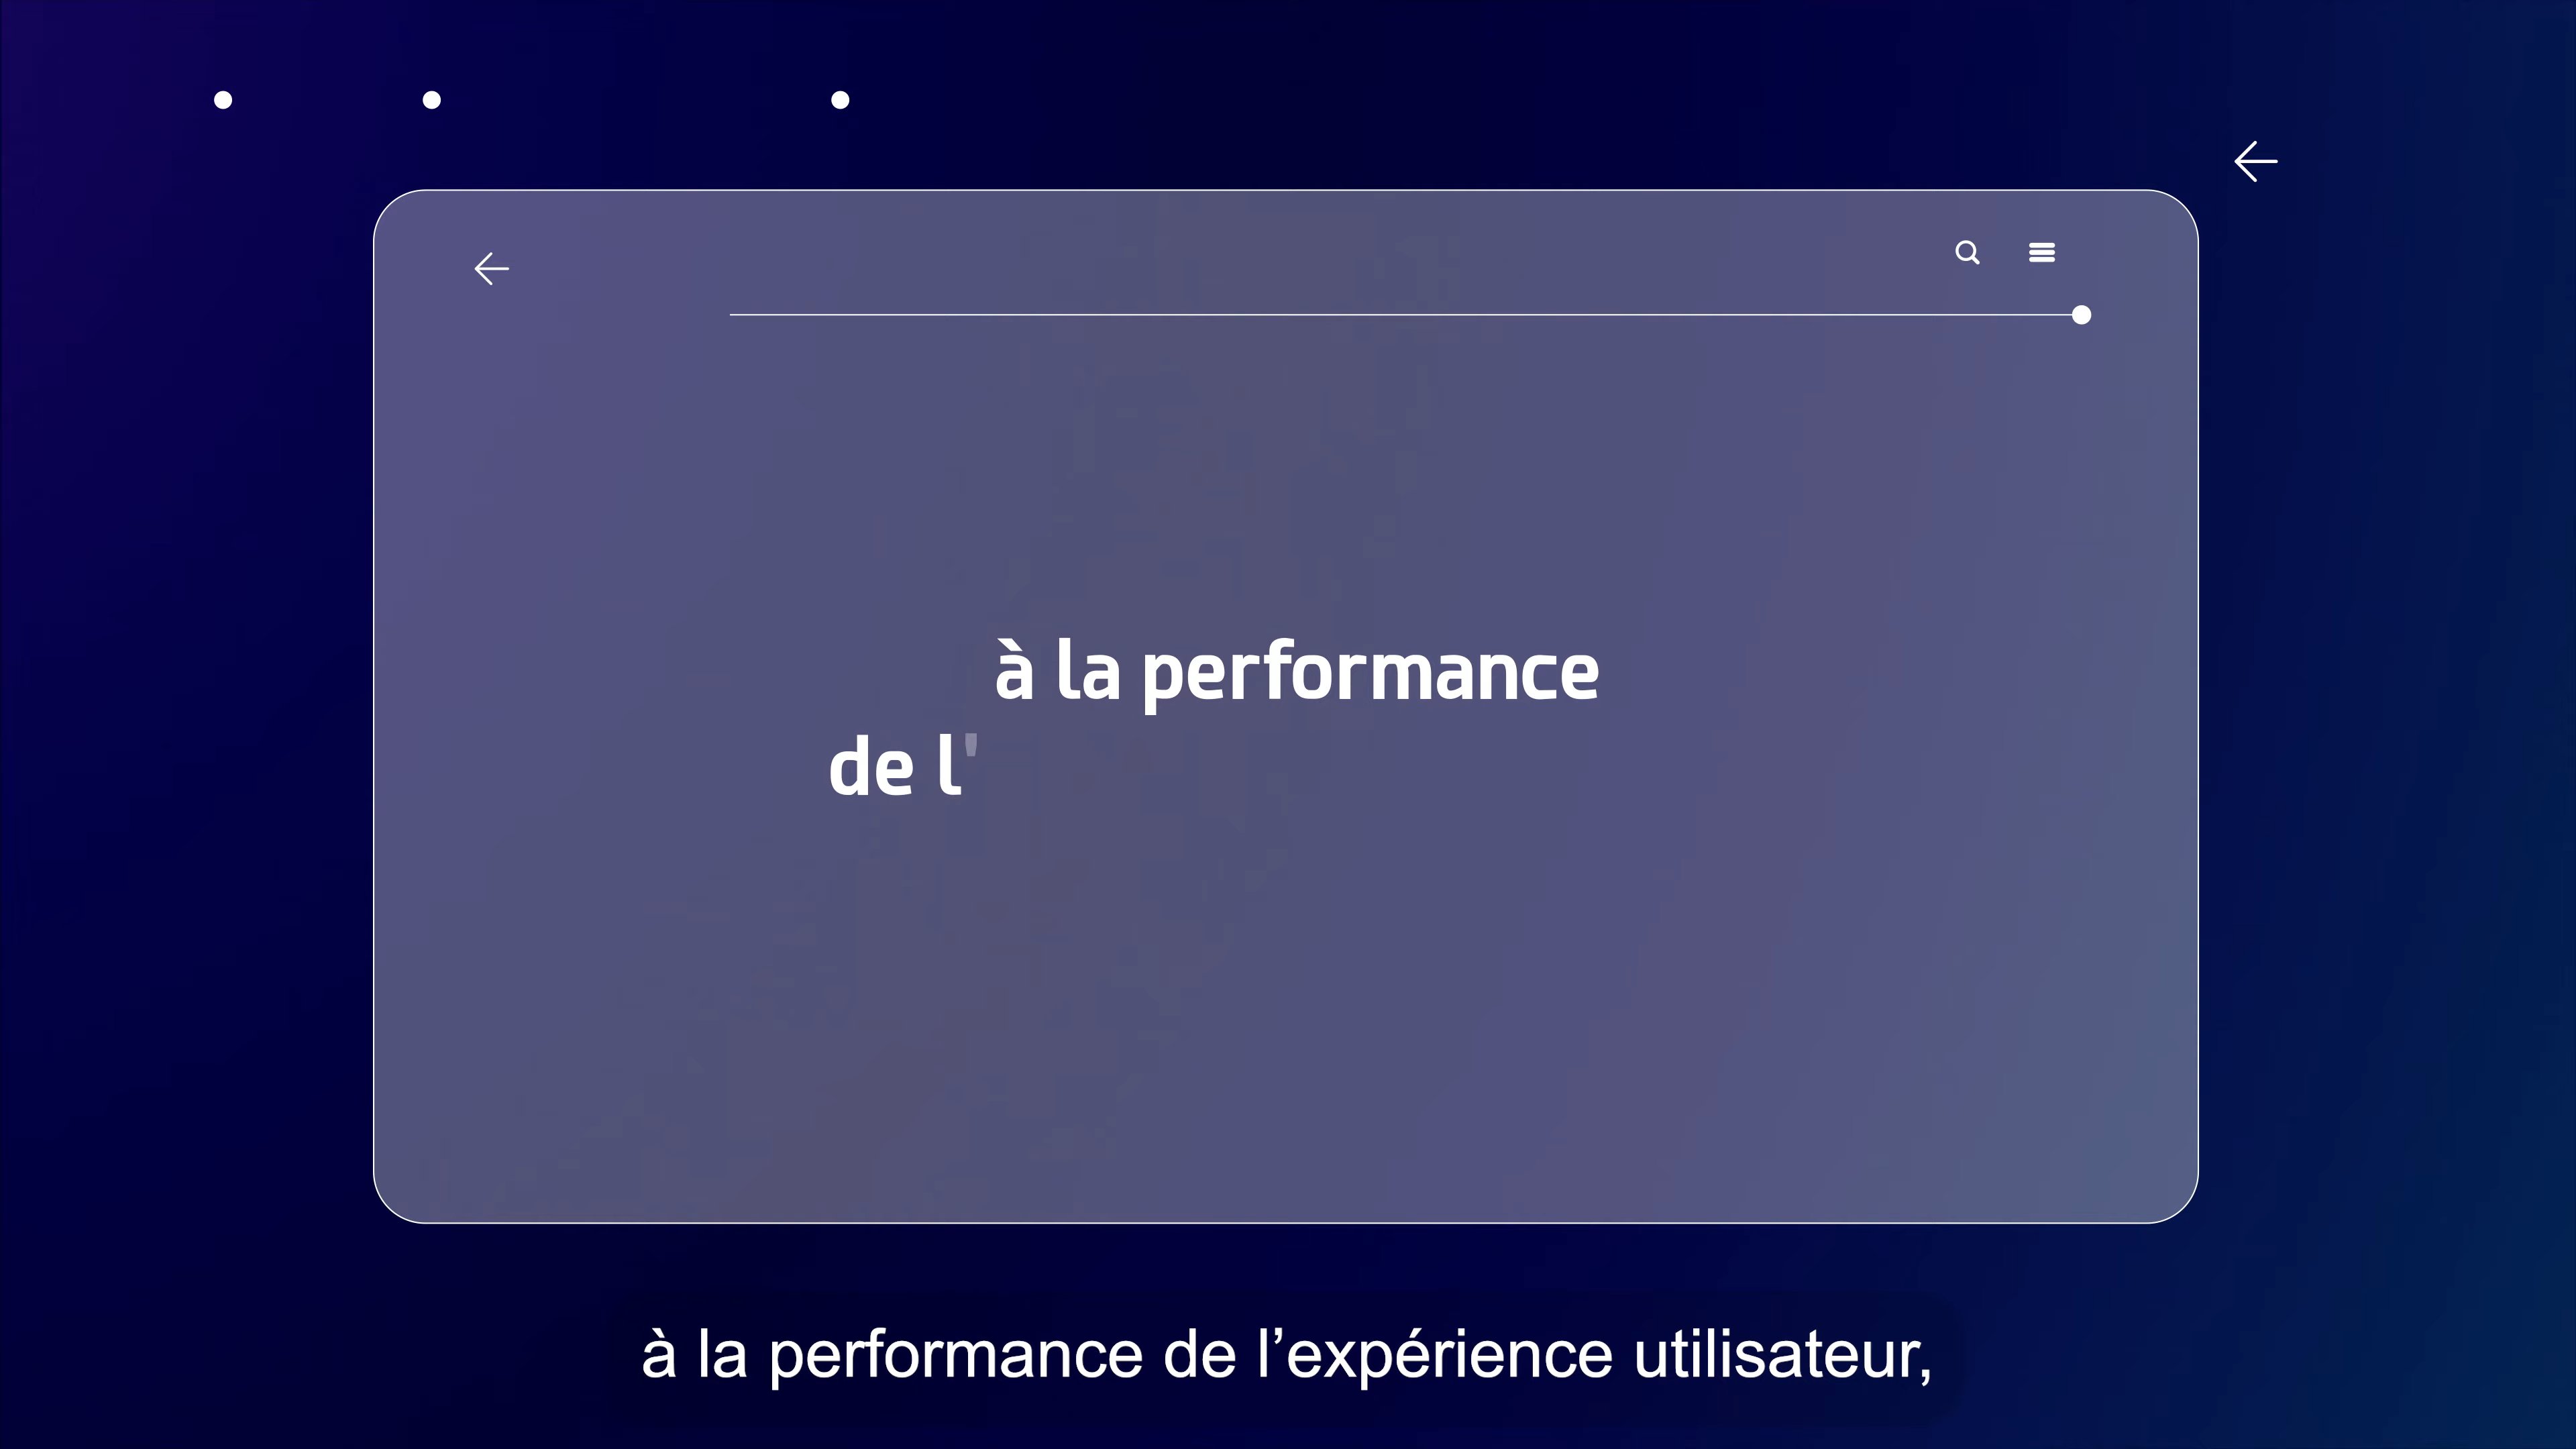 à la performance
de l'
à la performance de l’expérience utilisateur,